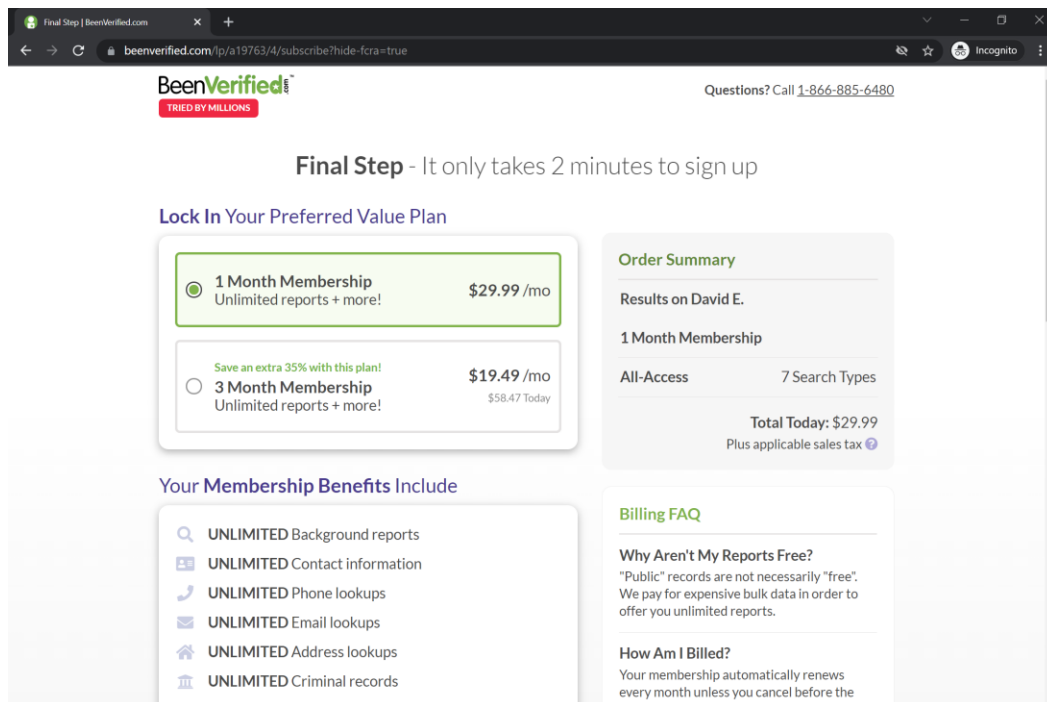 Final Step | BeenVerified.com
beenverified.com/lp/a19763/4/subscribe?hide-fcra=true
Incognito
BeenVerified.com™
TRIED BY MILLIONS
Questions? Call 1-866-885-6480
Final Step - It only takes 2 minutes to sign up
Lock In Your Preferred Value Plan
1 Month Membership
Unlimited reports + more!
$29.99 /mo
Save an extra 35% with this plan!
3 Month Membership
Unlimited reports + more!
$19.49 /mo
$58.47 Today
Order Summary
Results on David E.
1 Month Membership
All-Access 7 Search Types
Total Today: $29.99
Plus applicable sales tax ?
Your Membership Benefits Include
UNLIMITED Background reports
UNLIMITED Contact information
UNLIMITED Phone lookups
UNLIMITED Email lookups
UNLIMITED Address lookups
UNLIMITED Criminal records
Billing FAQ
Why Aren't My Reports Free?
"Public" records are not necessarily "free".
We pay for expensive bulk data in order to
offer you unlimited reports.
How Am I Billed?
Your membership automatically renews
every month unless you cancel before the